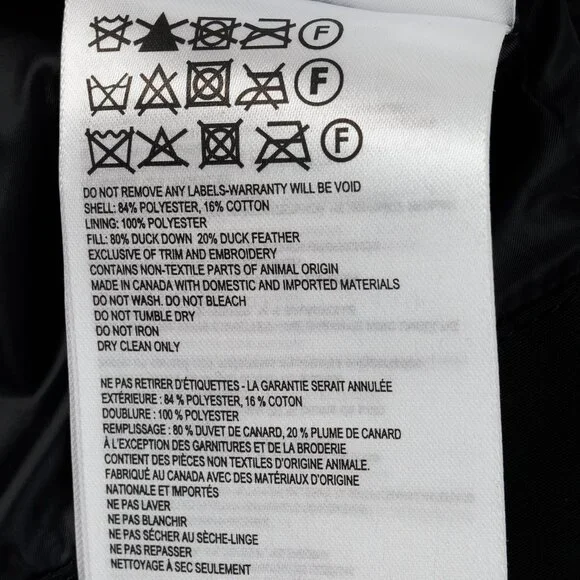 F
F
F
DO NOT REMOVE ANY LABELS-WARRANTY WILL BE VOID
SHELL: 84% POLYESTER, 16% COTTON
LINING: 100% POLYESTER
FILL: 80% DUCK DOWN 20% DUCK FEATHER
EXCLUSIVE OF TRIM AND EMBROIDERY
CONTAINS NON-TEXTILE PARTS OF ANIMAL ORIGIN
MADE IN CANADA WITH DOMESTIC AND IMPORTED MATERIALS
DO NOT WASH. DO NOT BLEACH
DO NOT TUMBLE DRY
DO NOT IRON
DRY CLEAN ONLY
NE PAS RETIRER D'ÉTIQUETTES - LA GARANTIE SERAIT ANNULÉE
EXTÉRIEURE : 84 % POLYESTER, 16 % COTON
DOUBLURE : 100 % POLYESTER
REMPLISSAGE : 80 % DUVET DE CANARD, 20 % PLUME DE CANARD
À L'EXCEPTION DES GARNITURES ET DE LA BRODERIE
CONTIENT DES PIÈCES NON TEXTILES D'ORIGINE ANIMALE.
FABRIQUÉ AU CANADA AVEC DES MATÉRIAUX D'ORIGINE
NATIONALE ET IMPORTÉS
NE PAS LAVER
NE PAS BLANCHIR
NE PAS SÉCHER AU SÈCHE-LINGE
NE PAS REPASSER
NETTOYAGE À SEC SEULEMENT